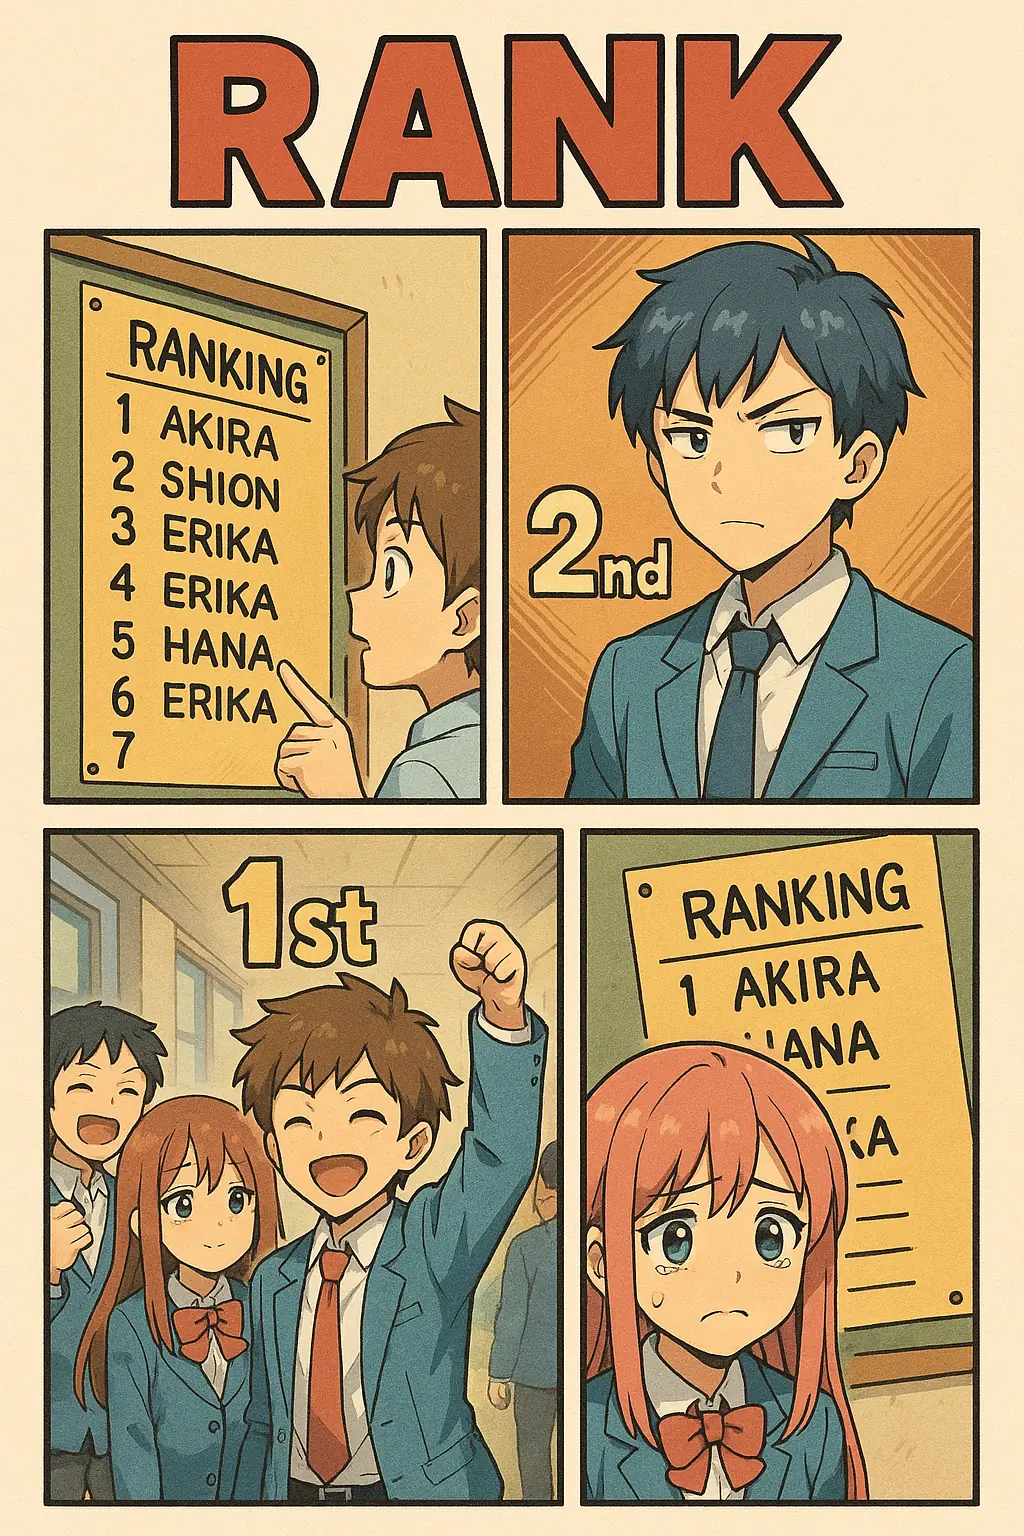 RANK
RANKING
1 AKIRA
2 SHION
3 ERIKA
4 ERIKA
5 HANA
6 ERIKA
7
2nd
1st
RANKING
1 AKIRA